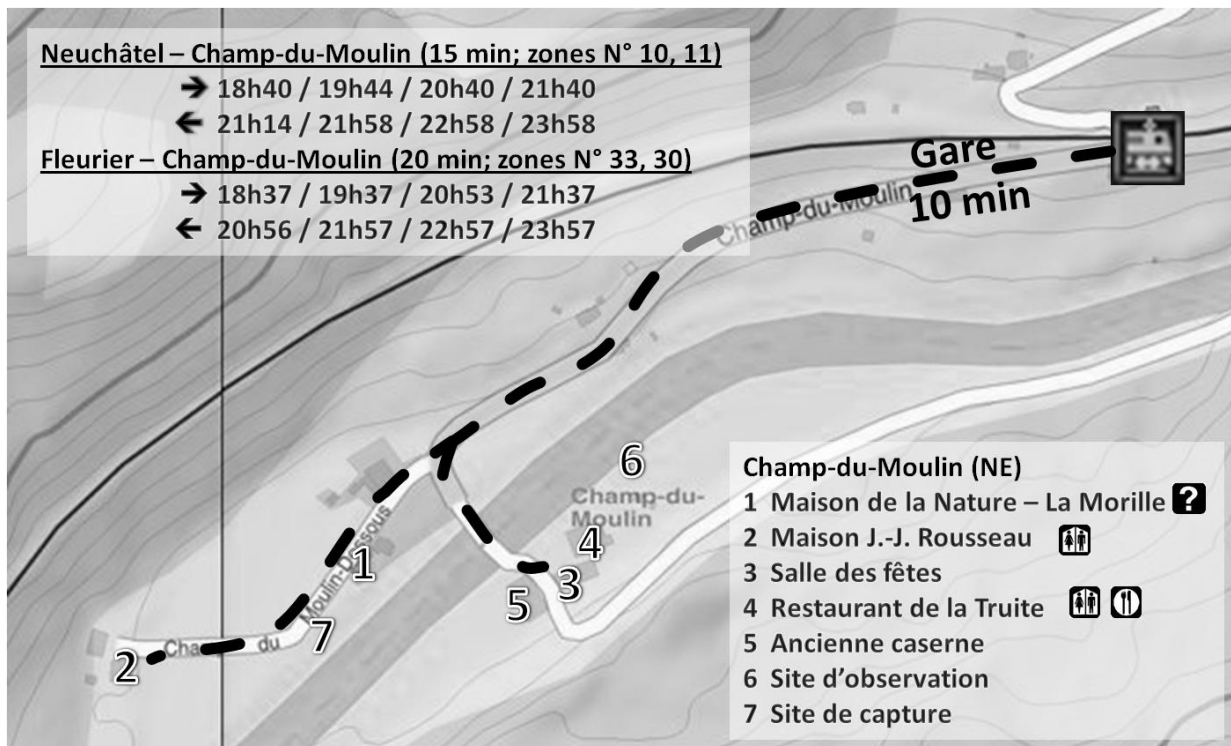 Neuchâtel – Champ-du-Moulin (15 min; zones N° 10, 11)
→ 18h40 / 19h44 / 20h40 / 21h40
← 21h14 / 21h58 / 22h58 / 23h58
Fleurier – Champ-du-Moulin (20 min; zones N° 33, 30)
→ 18h37 / 19h37 / 20h53 / 21h37
← 20h56 / 21h57 / 22h57 / 23h57
Gare
10 min
Champ-du-Moulin
6
Champ-du-
Moulin
4
3
5
1
Moulin-Dessous
7
Cha du
2
Champ-du-Moulin (NE)
1 Maison de la Nature – La Morille ?
2 Maison J.-J. Rousseau
3 Salle des fêtes
4 Restaurant de la Truite
5 Ancienne caserne
6 Site d'observation
7 Site de capture